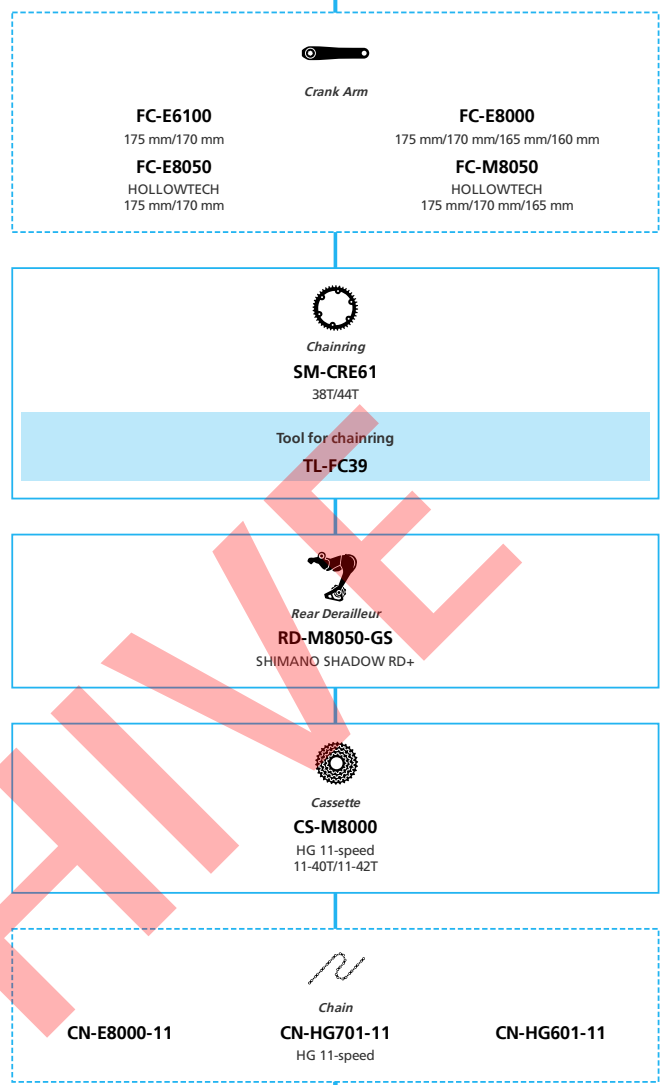 Crank Arm
FC-E6100
175 mm/170 mm
FC-E8000
175 mm/170 mm/165 mm/160 mm
FC-E8050
HOLLOWTECH
175 mm/170 mm
FC-M8050
HOLLOWTECH
175 mm/170 mm/165 mm
Chainring
SM-CRE61
38T/44T
Tool for chainring
TL-FC39
Rear Derailleur
RD-M8050-GS
SHIMANO SHADOW RD+
Cassette
CS-M8000
HG 11-speed
11-40T/11-42T
Chain
CN-E8000-11
CN-HG701-11
HG 11-speed
CN-HG601-11
HIVE